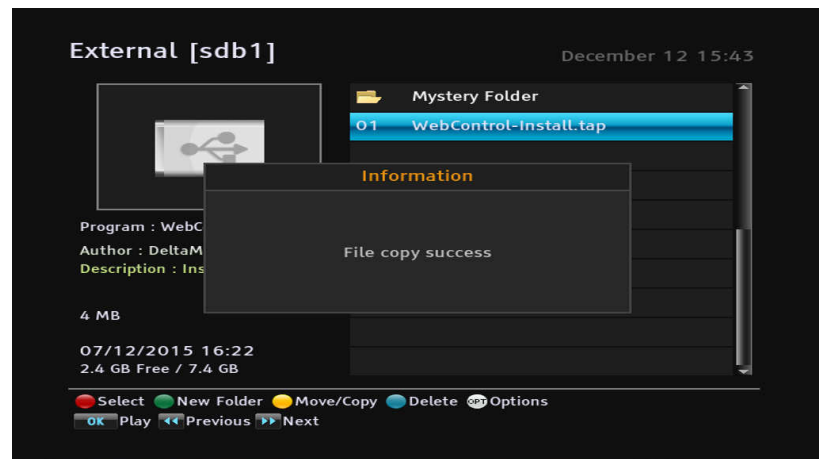 External [sdb1]
December 12 15:43
Mystery Folder
01 WebControl-Install.tap
Information
File copy success
Program : WebC
Author : DeltaM
Description : Ins
4 MB
07/12/2015 16:22
2.4 GB Free / 7.4 GB
Select New Folder Move/Copy Delete OPT Options
OK Play Previous Next